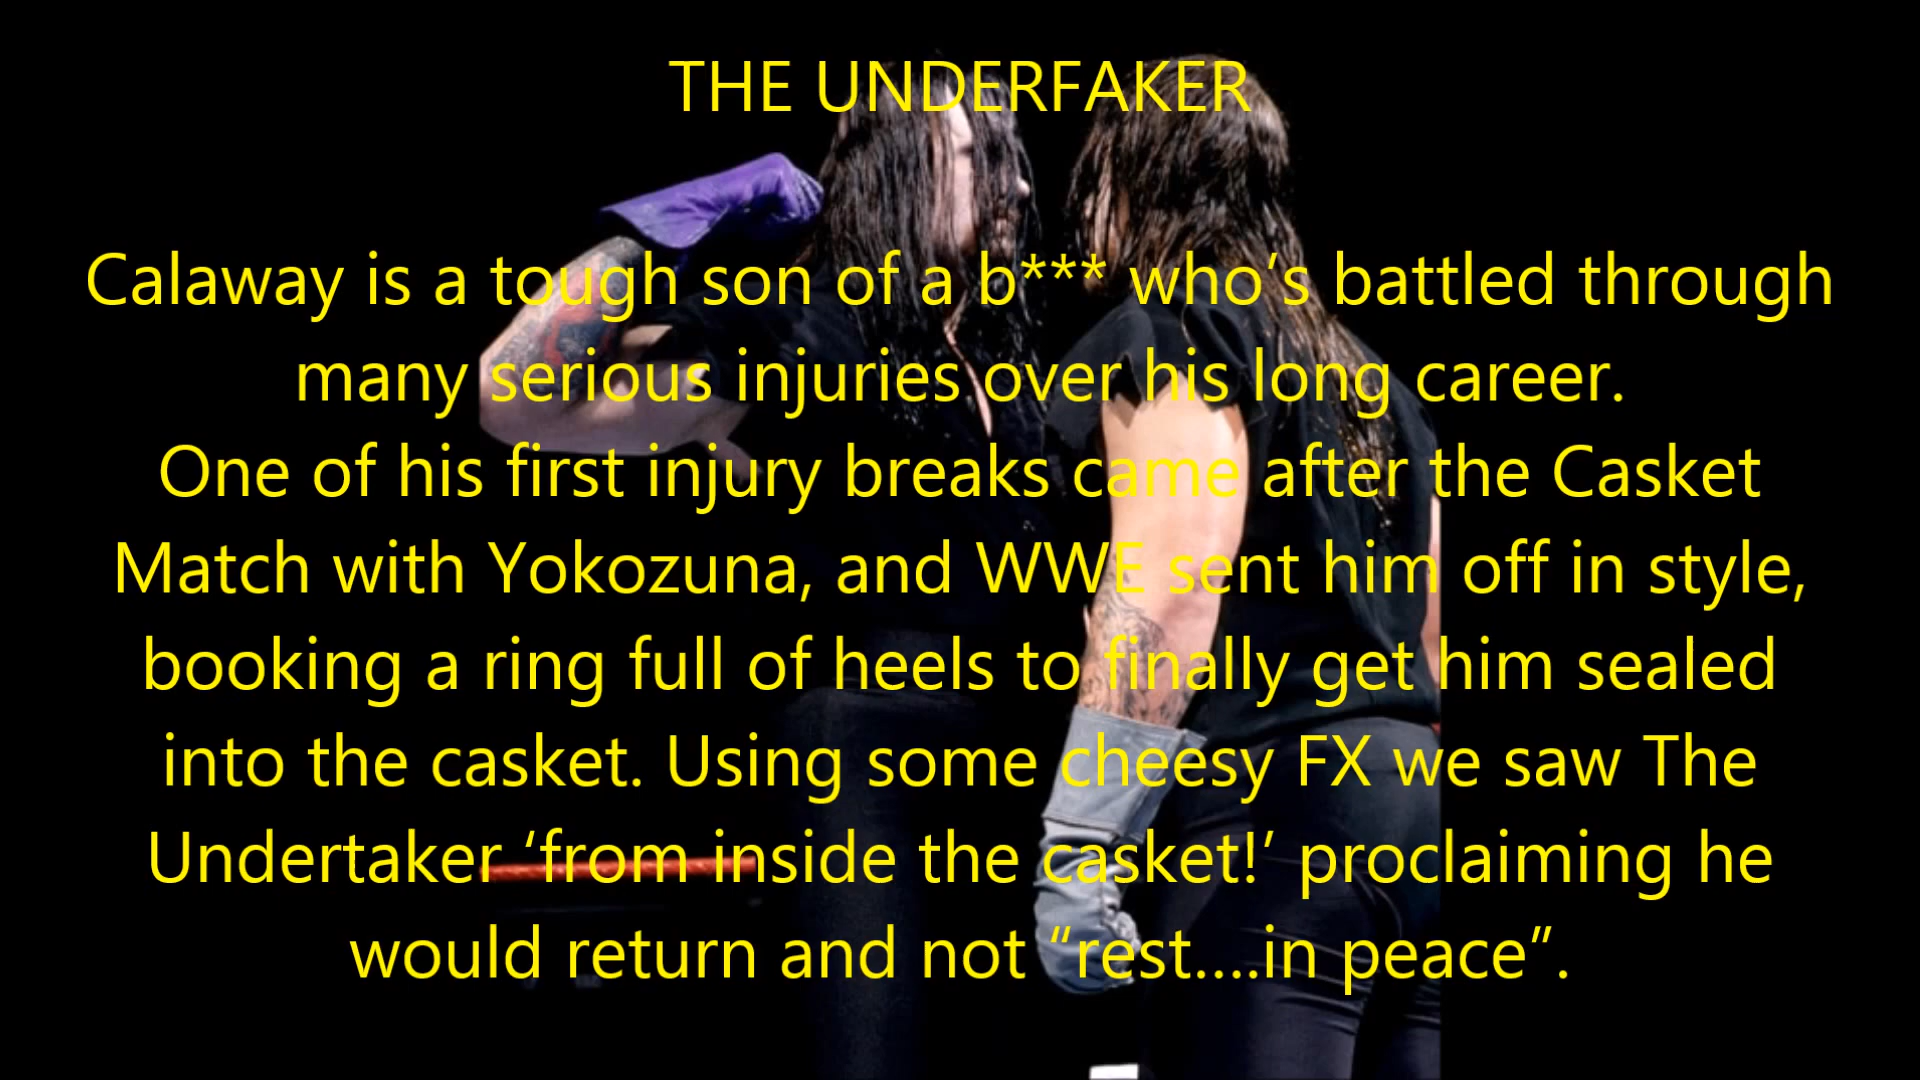 THE UNDERFAKER
Calaway is a tough son of a b*** who’s battled through
many serious injuries over his long career.
One of his first injury breaks came after the Casket
Match with Yokozuna, and WWE sent him off in style,
booking a ring full of heels to finally get him sealed
into the casket. Using some cheesy FX we saw The
Undertaker ‘from inside the casket!’ proclaiming he
would return and not “rest....in peace”.